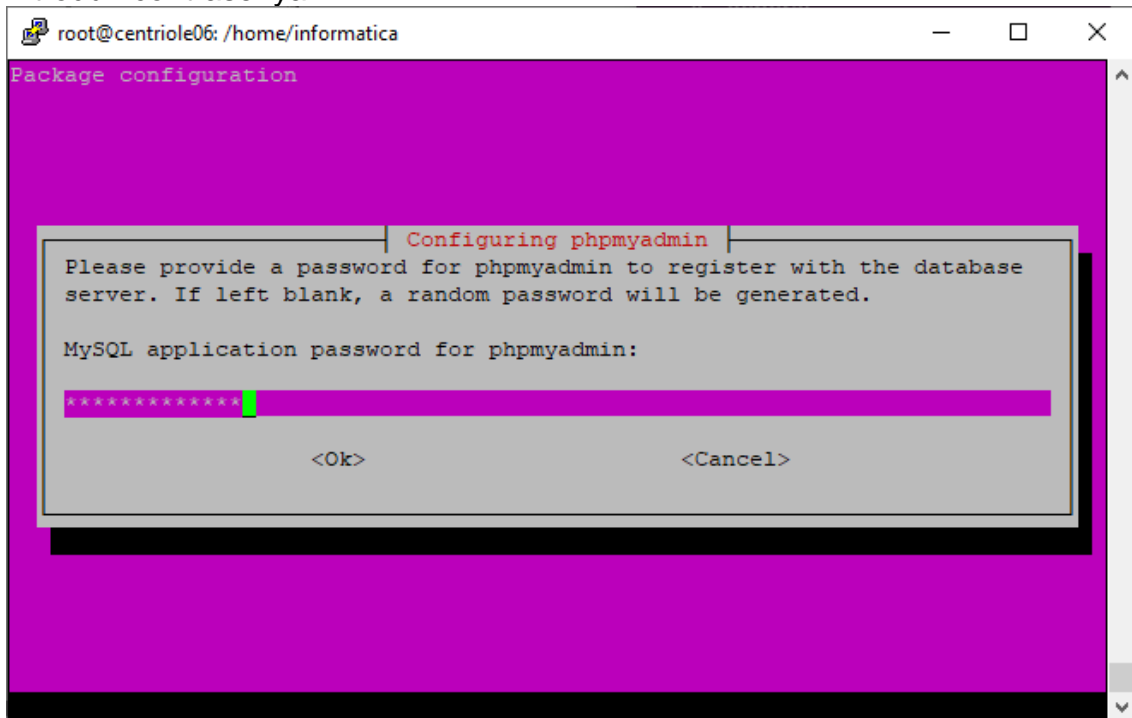 root@centriole06: /home/informatica
Package configuration
Configuring phpmyadmin
Please provide a password for phpmyadmin to register with the database
server. If left blank, a random password will be generated.
MySQL application password for phpmyadmin:
*************
<Ok> <Cancel>